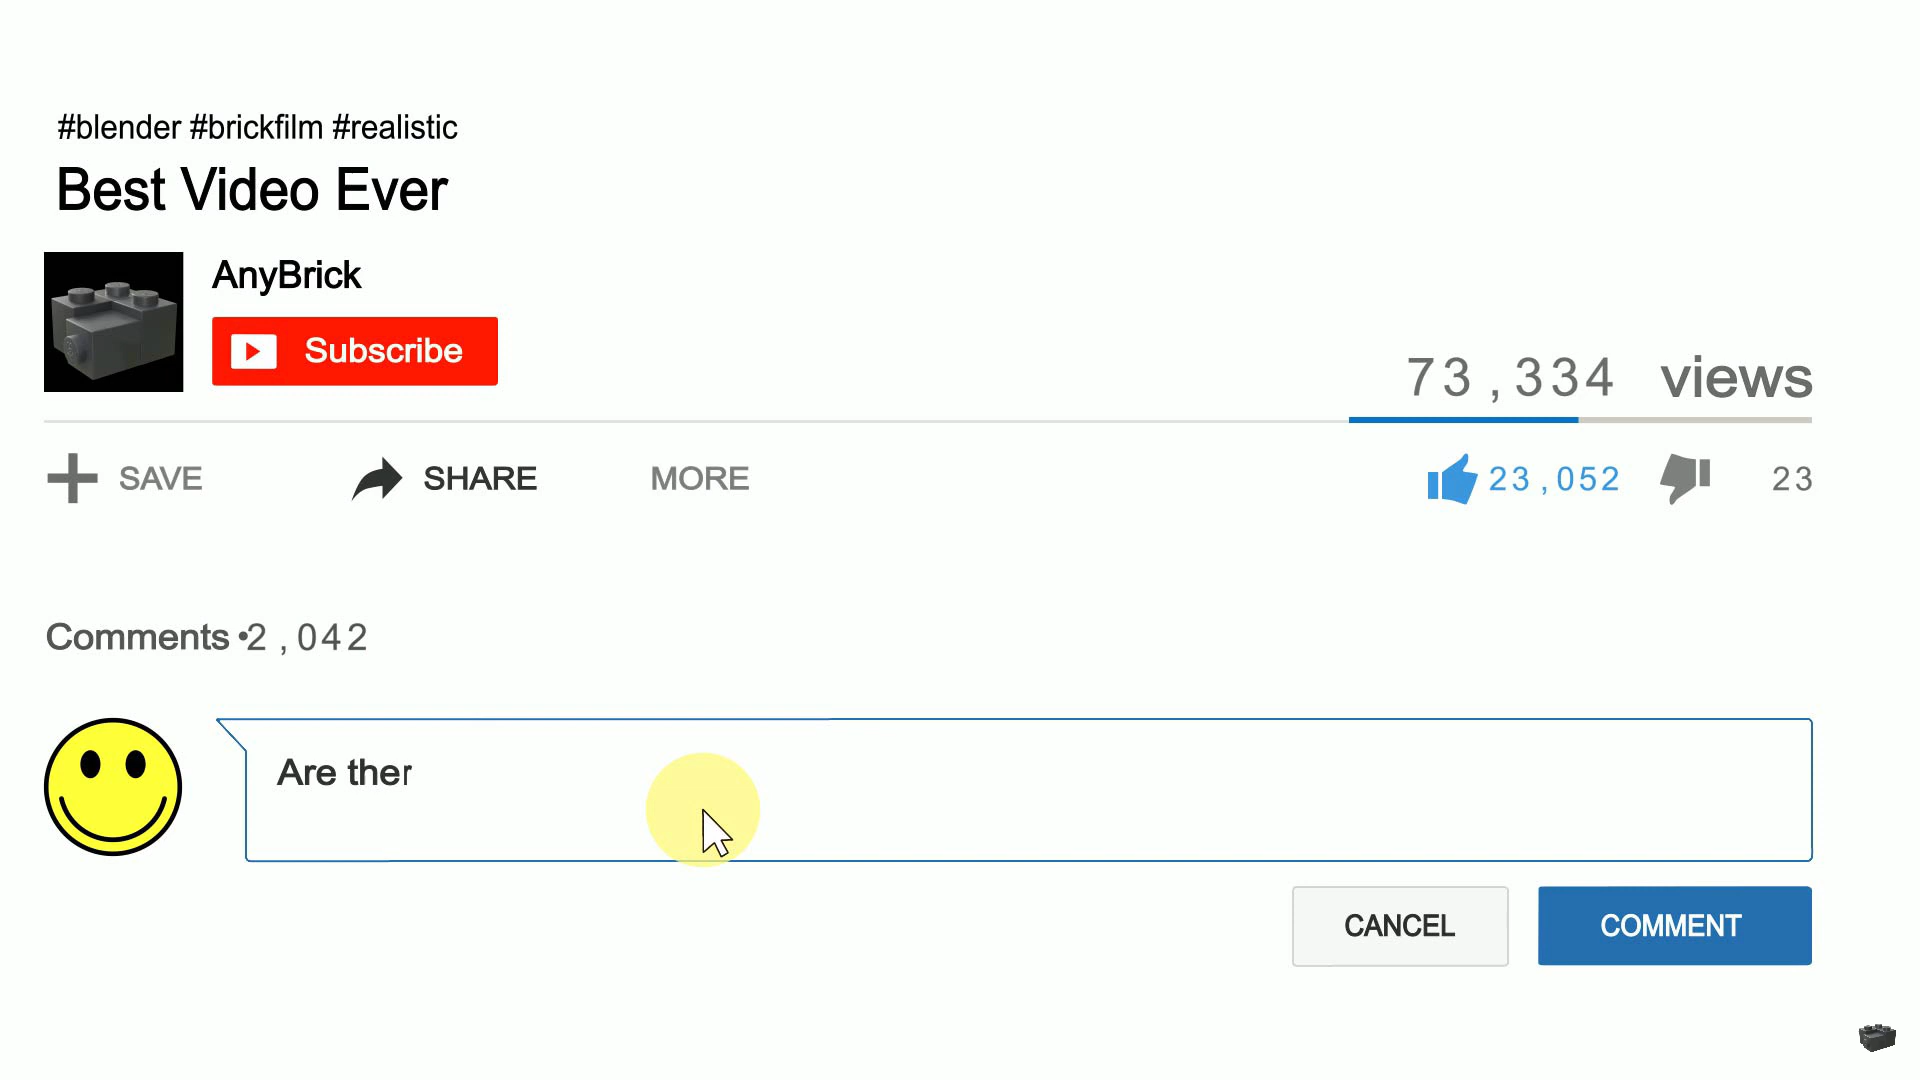 #blender #brickfilm #realistic
Best Video Ever
AnyBrick
Subscribe
73,334 views
SAVE
SHARE
MORE
23,052
23
Comments •2,042
Are ther
CANCEL
COMMENT